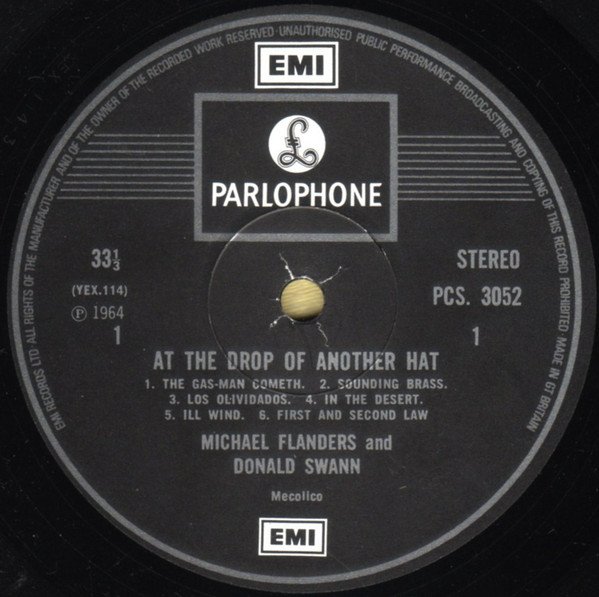 EMI RECORDS LTD ALL RIGHTS OF THE MANUFACTURER AND OF THE OWNER OF THE RECORDED WORK RESERVED·UNAUTHORISED PUBLIC PERFORMANCE BROADCASTING AND COPYING OF THIS RECORD PROHIBITED·MADE IN GT BRITAIN
EMI
£
PARLOPHONE
33⅓
STEREO
(YEX.114)
PCS. 3052
Ⓟ 1964
1
1
AT THE DROP OF ANOTHER HAT
1. THE GAS-MAN COMETH. 2. SOUNDING BRASS.
3. LOS OLIVIDADOS. 4. IN THE DESERT.
5. ILL WIND. 6. FIRST AND SECOND LAW
MICHAEL FLANDERS and
DONALD SWANN
Mecolico
EMI